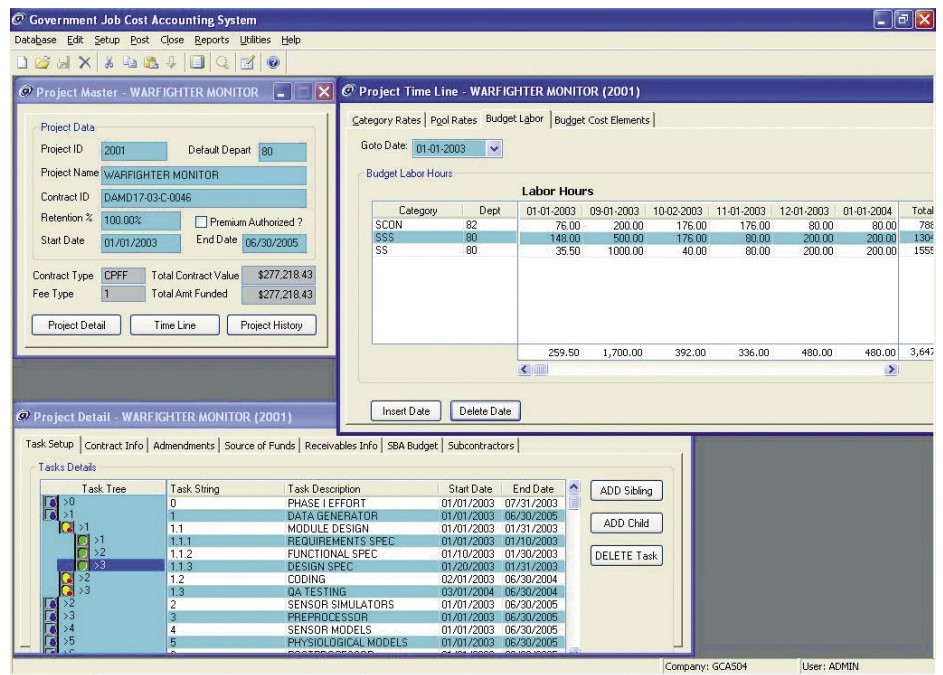 Government Job Cost Accounting System
Database Edit Setup Post Close Reports Utilities Help
Project Master - WARFIGHTER MONITOR
Project Data
Project ID 2001 Default Depart 80
Project Name WARFIGHTER MONITOR
Contract ID DAMD17-03-C-0046
Retention % 100.00% Premium Authorized ?
Start Date 01/01/2003 End Date 06/30/2005
Contract Type CPFF Total Contract Value $277,218.43
Fee Type 1 Total Amt Funded $277,218.43
Project Detail Time Line Project History
Project Time Line - WARFIGHTER MONITOR (2001)
Category Rates Pool Rates Budget Labor Budget Cost Elements
Goto Date: 01-01-2003
Budget Labor Hours
Labor Hours
Category Dept 01-01-2003 09-01-2003 10-02-2003 11-01-2003 12-01-2003 01-01-2004 Total
SCON 82 76.00 200.00 176.00 176.00 80.00 80.00
SSS 80 148.00 500.00 176.00 80.00 200.00 200.00
SS 80 35.50 1000.00 40.00 80.00 200.00 200.00
259.50 1,700.00 392.00 336.00 480.00 480.00
Insert Date Delete Date
Project Detail - WARFIGHTER MONITOR (2001)
Task Setup Contract Info Admendments Source of Funds Receivables Info SBA Budget Subcontractors
Tasks Details
Task Tree Task String Task Description Start Date End Date
>0 0 PHASE I EFFORT 01/01/2003 07/31/2003
>1 1 DATA GENERATOR 01/01/2003 06/30/2005
>1 1.1 MODULE DESIGN 01/01/2003 01/31/2003
>1 1.1.1 REQUIREMENTS SPEC 01/01/2003 01/10/2003
>2 1.1.2 FUNCTIONAL SPEC 01/10/2003 01/30/2003
>3 1.1.3 DESIGN SPEC 01/20/2003 01/31/2003
>2 1.2 CODING 02/01/2003 06/30/2004
>3 1.3 QA TESTING 03/01/2004 06/30/2004
>2 2 SENSOR SIMULATORS 01/01/2003 06/30/2005
>3 3 PREPROCESSOR 01/01/2003 06/30/2005
>4 4 SENSOR MODELS 01/01/2003 06/30/2005
>5 5 PHYSIOLOGICAL MODELS 01/01/2003 06/30/2005
ADD Sibling
ADD Child
DELETE Task
Company: GCAS04 User: ADMIN